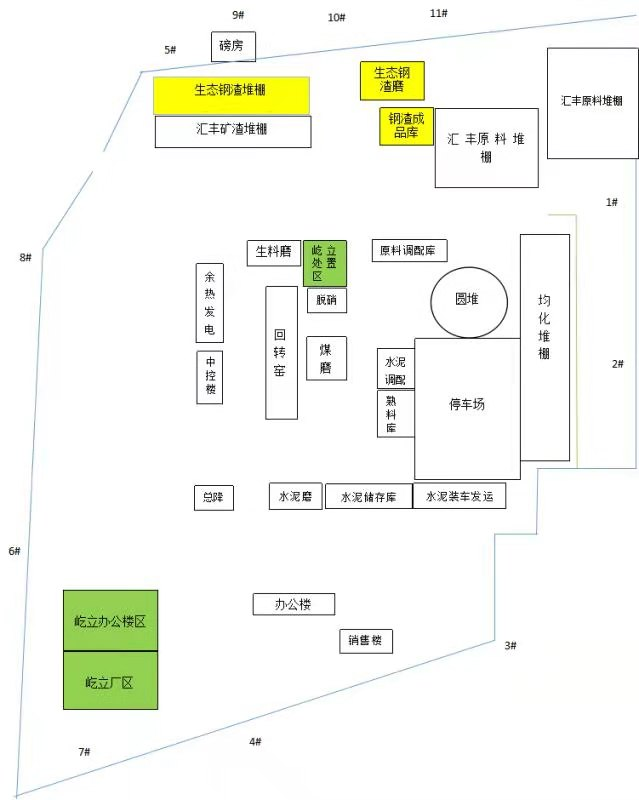 9#
10#
11#
5#
磅房
生态钢渣堆棚
汇丰矿渣堆棚
生态钢
渣磨
钢渣成
品库
汇 丰 原 料 堆
棚
汇丰原料堆棚
1#
8#
生料磨
屹 立
处 置
区
脱硝
原料调配库
余
热
发
电
中
控
楼
回
转
窑
煤
磨
圆堆
均
化
堆
棚
2#
水泥
调配
熟
料
库
停车场
总降
水泥磨
水泥储存库
水泥装车发运
6#
屹立办公楼区
屹立厂区
办公楼
销售楼
3#
4#
7#